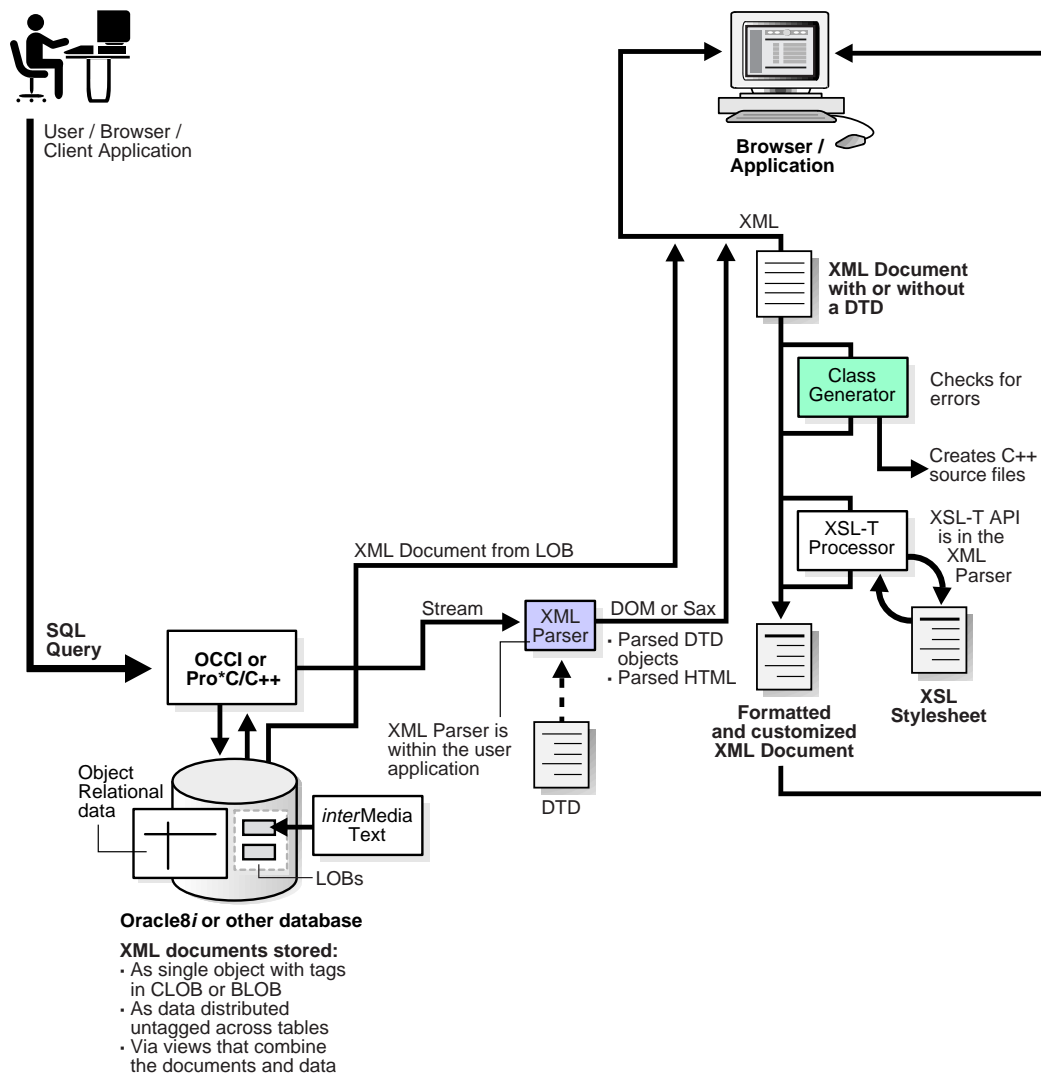 User / Browser /
Client Application
Browser /
Application
XML
XML Document
with or without
a DTD
Class
Generator
Checks for
errors
Creates C++
source files
XSL-T
Processor
XSL-T API
is in the
XML
Parser
XML Document from LOB
Stream
XML
Parser
DOM or Sax
· Parsed DTD
objects
· Parsed HTML
SQL
Query
OCCI or
Pro*C/C++
XML Parser is
within the user
application
DTD
Formatted
and customized
XML Document
XSL
Stylesheet
Object
Relational
data
interMedia
Text
LOBs
Oracle8i or other database
XML documents stored:
· As single object with tags
in CLOB or BLOB
· As data distributed
untagged across tables
· Via views that combine
the documents and data